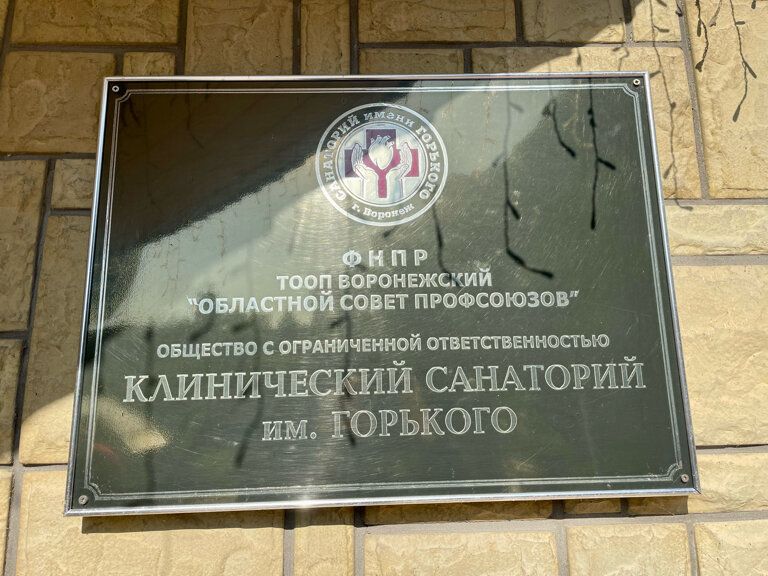 САНАТОРИЙ имени ГОРЬКОГО
г. Воронеж
ФНПР
ТООП ВОРОНЕЖСКИЙ
"ОБЛАСТНОЙ СОВЕТ ПРОФСОЮЗОВ"
ОБЩЕСТВО С ОГРАНИЧЕННОЙ ОТВЕТСТВЕННОСТЬЮ
КЛИНИЧЕСКИЙ САНАТОРИЙ
им. ГОРЬКОГО